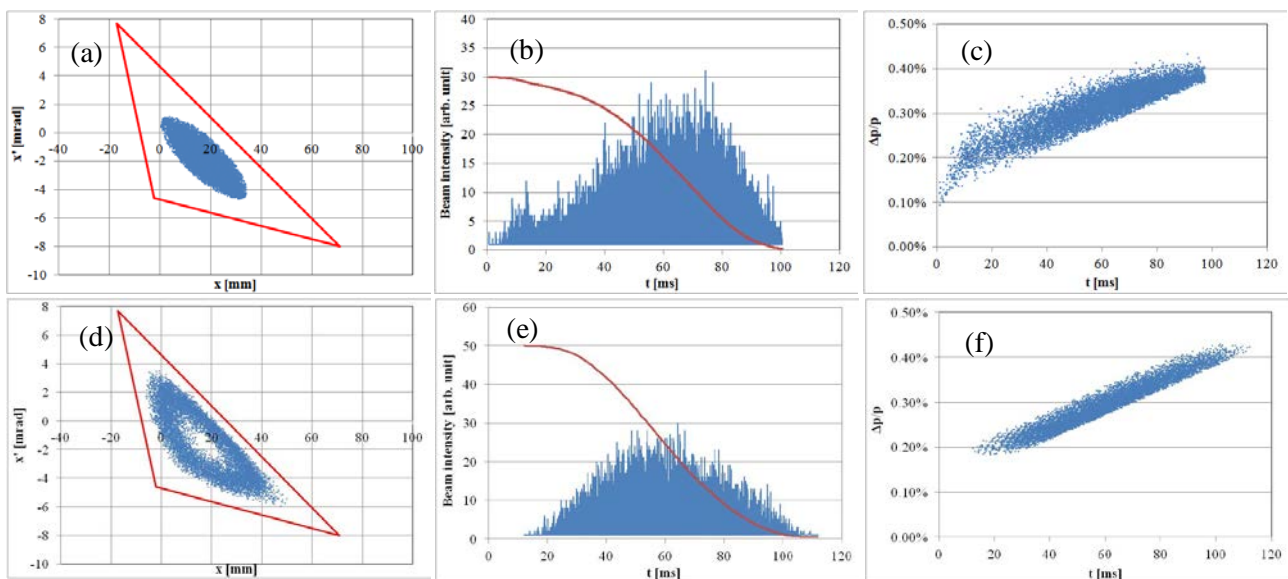 (a)
x' [mrad]
8
6
4
2
0
-2
-4
-6
-8
-10
-40 -20 0 20 40 60 80 100
x [mm]
(b)
Beam intensity [arb. unit]
40
35
30
25
20
15
10
5
0
0 20 40 60 80 100 120
t [ms]
(c)
Δp/p
0.50%
0.40%
0.30%
0.20%
0.10%
0.00%
0 20 40 60 80 100 120
t [ms]
(d)
x' [mrad]
8
6
4
2
0
-2
-4
-6
-8
-10
-40 -20 0 20 40 60 80 100
x [mm]
(e)
Beam intensity [arb. unit]
60
50
40
30
20
10
0
0 20 40 60 80 100 120
t [ms]
(f)
Δp/p
0.50%
0.40%
0.30%
0.20%
0.10%
0.00%
0 20 40 60 80 100 120
t [ms]